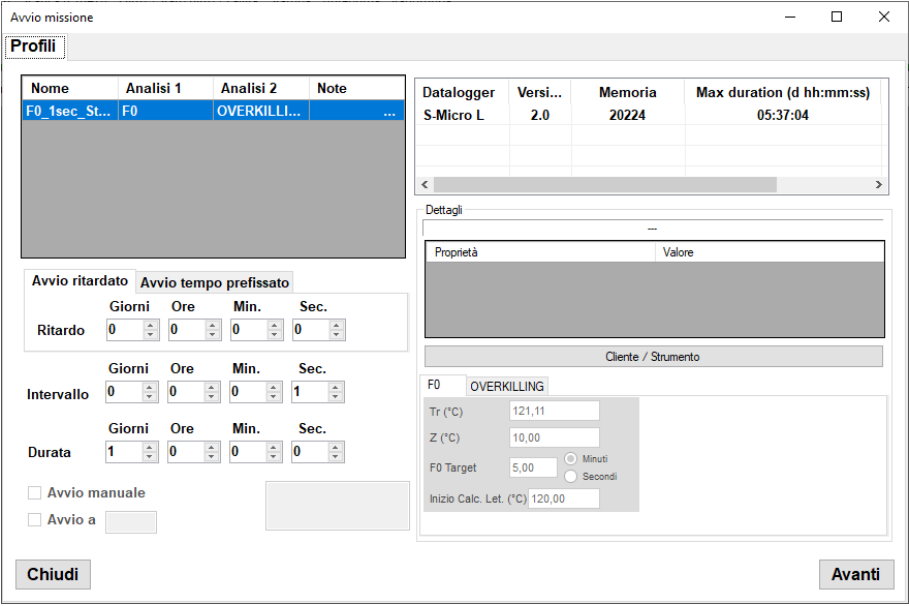 Avvio missione
Profili
Nome Analisi 1 Analisi 2 Note
F0_1sec_St... F0 OVERKILLI... ...
Datalogger Versi... Memoria Max duration (d hh:mm:ss)
S-Micro L 2.0 20224 05:37:04
Dettagli
---
Proprietà Valore
Avvio ritardato Avvio tempo prefissato
Giorni Ore Min. Sec.
Ritardo 0 0 0 0
Giorni Ore Min. Sec.
Intervallo 0 0 0 1
Giorni Ore Min. Sec.
Durata 1 0 0 0
Avvio manuale
Avvio a
Cliente / Strumento
F0 OVERKILLING
Tr (°C) 121,11
Z (°C) 10,00
F0 Target 5,00 Minuti
Secondi
Inizio Calc. Let. (°C) 120,00
Chiudi Avanti